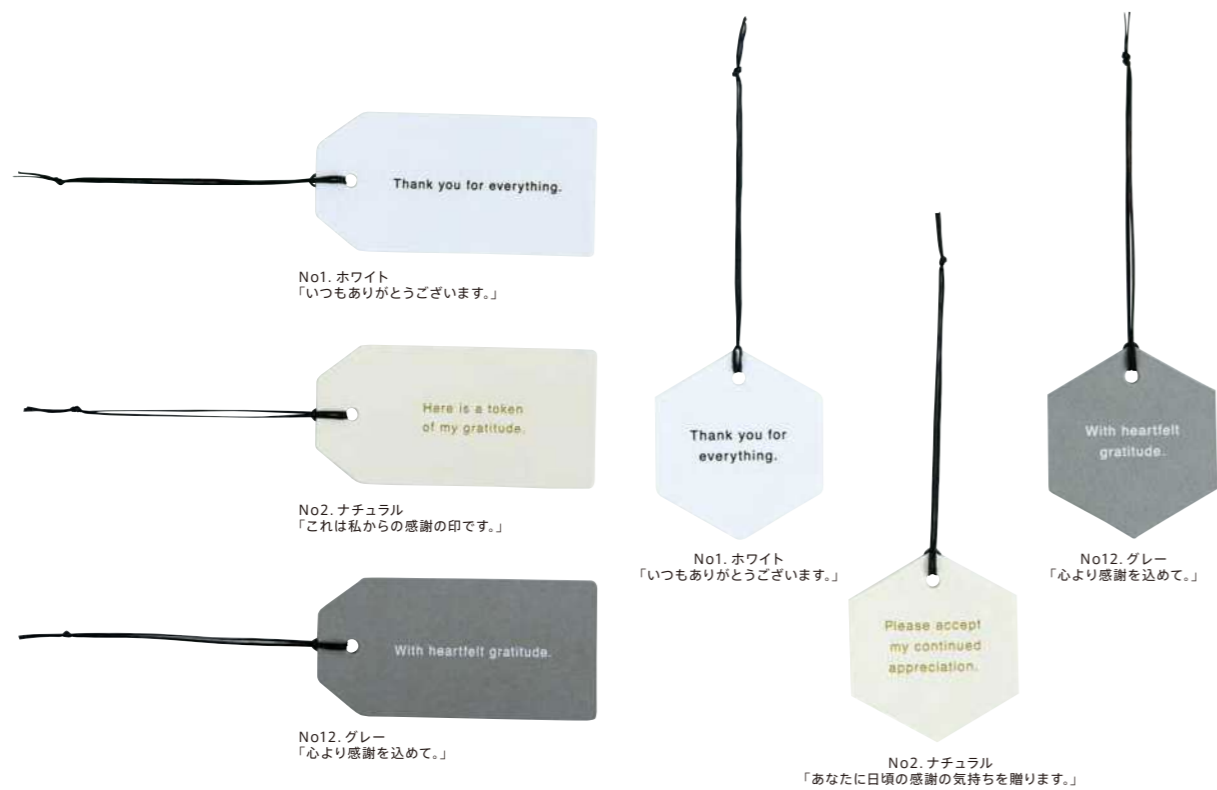 Thank you for everything.
No1. ホワイト
「いつもありがとうございます。」
Here is a token
of my gratitude.
No2. ナチュラル
「これは私からの感謝の印です。」
With heartfelt gratitude.
No12. グレー
「心より感謝を込めて。」
Thank you for
everything.
No1. ホワイト
「いつもありがとうございます。」
Please accept
my continued
appreciation.
No2. ナチュラル
「あなたに日頃の感謝の気持ちを贈ります。」
With heartfelt
gratitude.
No12. グレー
「心より感謝を込めて。」